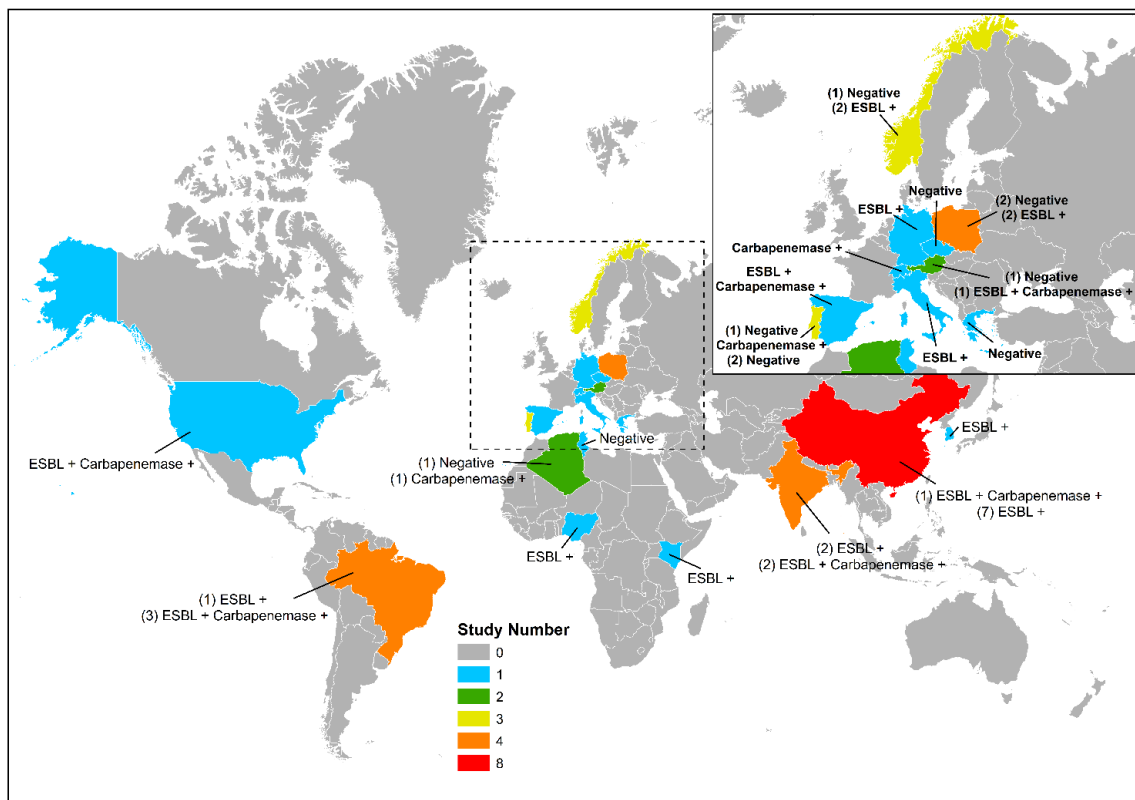 (1) Negative
(2) ESBL +
Negative
ESBL +
(2) Negative
(2) ESBL +
Carbapenemase +
ESBL +
Carbapenemase +
(1) Negative
(1) ESBL + Carbapenemase +
(1) Negative
Carbapenemase +
(2) Negative
ESBL +
Negative
ESBL +
Negative
ESBL + Carbapenemase +
(1) Negative
(1) Carbapenemase +
(1) ESBL + Carbapenemase +
(7) ESBL +
ESBL +
(2) ESBL +
(2) ESBL + Carbapenemase +
ESBL +
(1) ESBL +
(3) ESBL + Carbapenemase +
Study Number
0
1
2
3
4
8